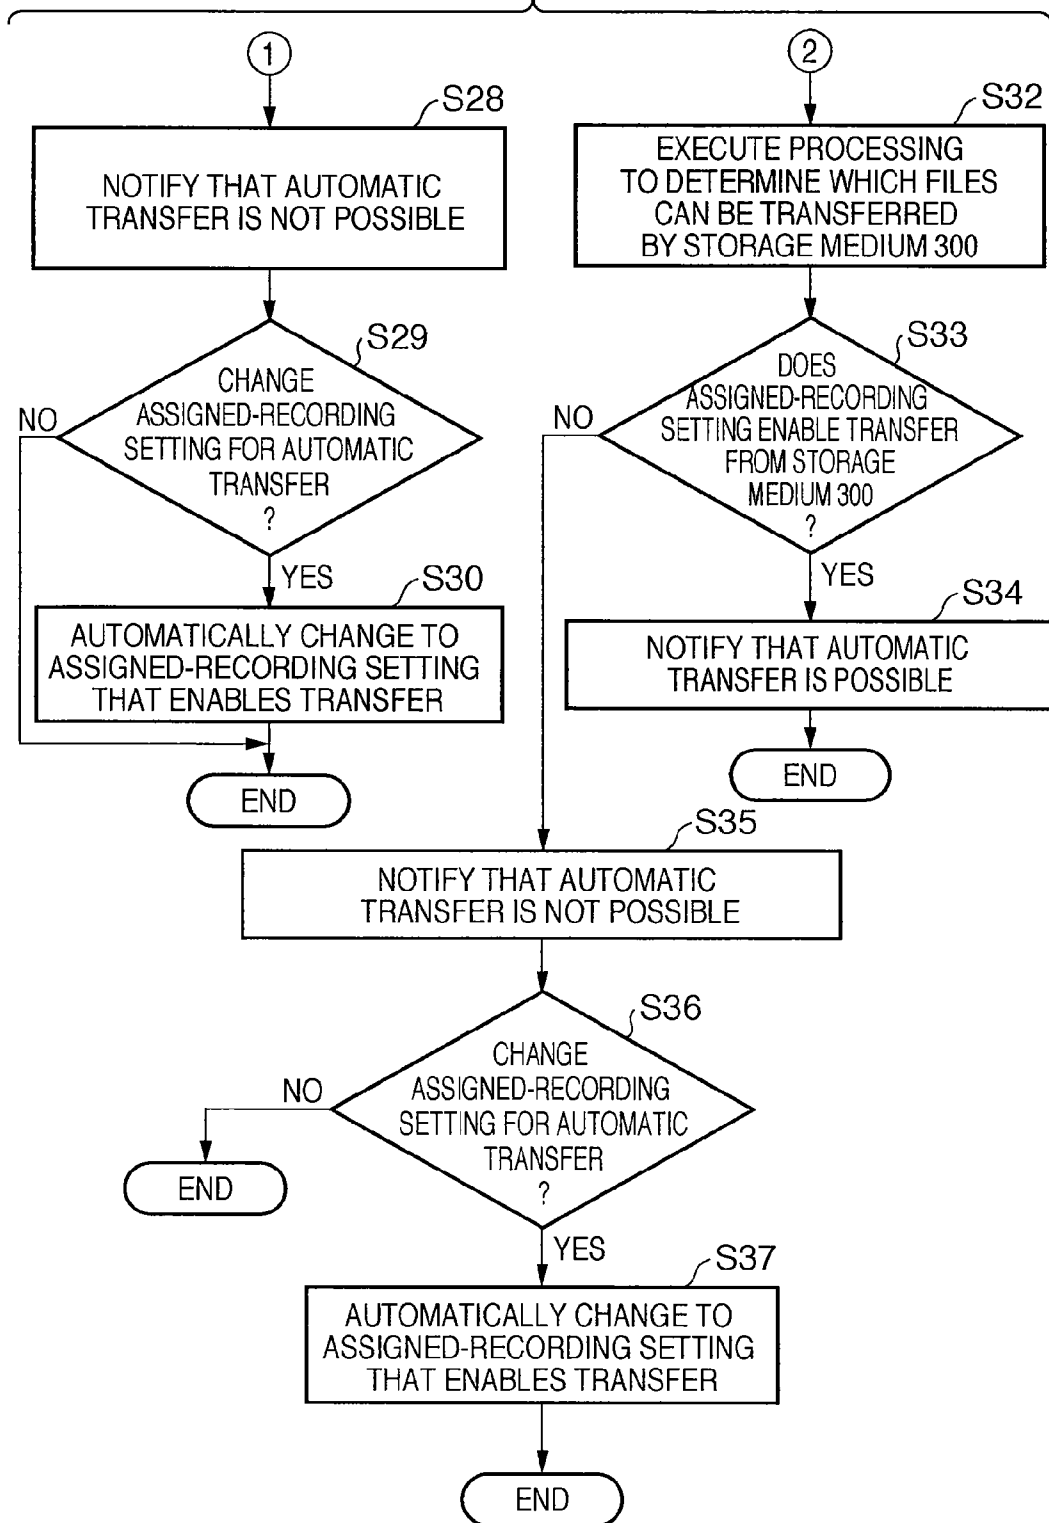 1
S28
NOTIFY THAT AUTOMATIC
TRANSFER IS NOT POSSIBLE
S29
CHANGE
ASSIGNED-RECORDING
SETTING FOR AUTOMATIC
TRANSFER
?
NO
YES
S30
AUTOMATICALLY CHANGE TO
ASSIGNED-RECORDING SETTING
THAT ENABLES TRANSFER
END
2
S32
EXECUTE PROCESSING
TO DETERMINE WHICH FILES
CAN BE TRANSFERRED
BY STORAGE MEDIUM 300
S33
DOES
ASSIGNED-RECORDING
SETTING ENABLE TRANSFER
FROM STORAGE
MEDIUM 300
?
NO
YES
S34
NOTIFY THAT AUTOMATIC
TRANSFER IS POSSIBLE
END
S35
NOTIFY THAT AUTOMATIC
TRANSFER IS NOT POSSIBLE
S36
CHANGE
ASSIGNED-RECORDING
SETTING FOR AUTOMATIC
TRANSFER
?
NO
END
YES
S37
AUTOMATICALLY CHANGE TO
ASSIGNED-RECORDING SETTING
THAT ENABLES TRANSFER
END